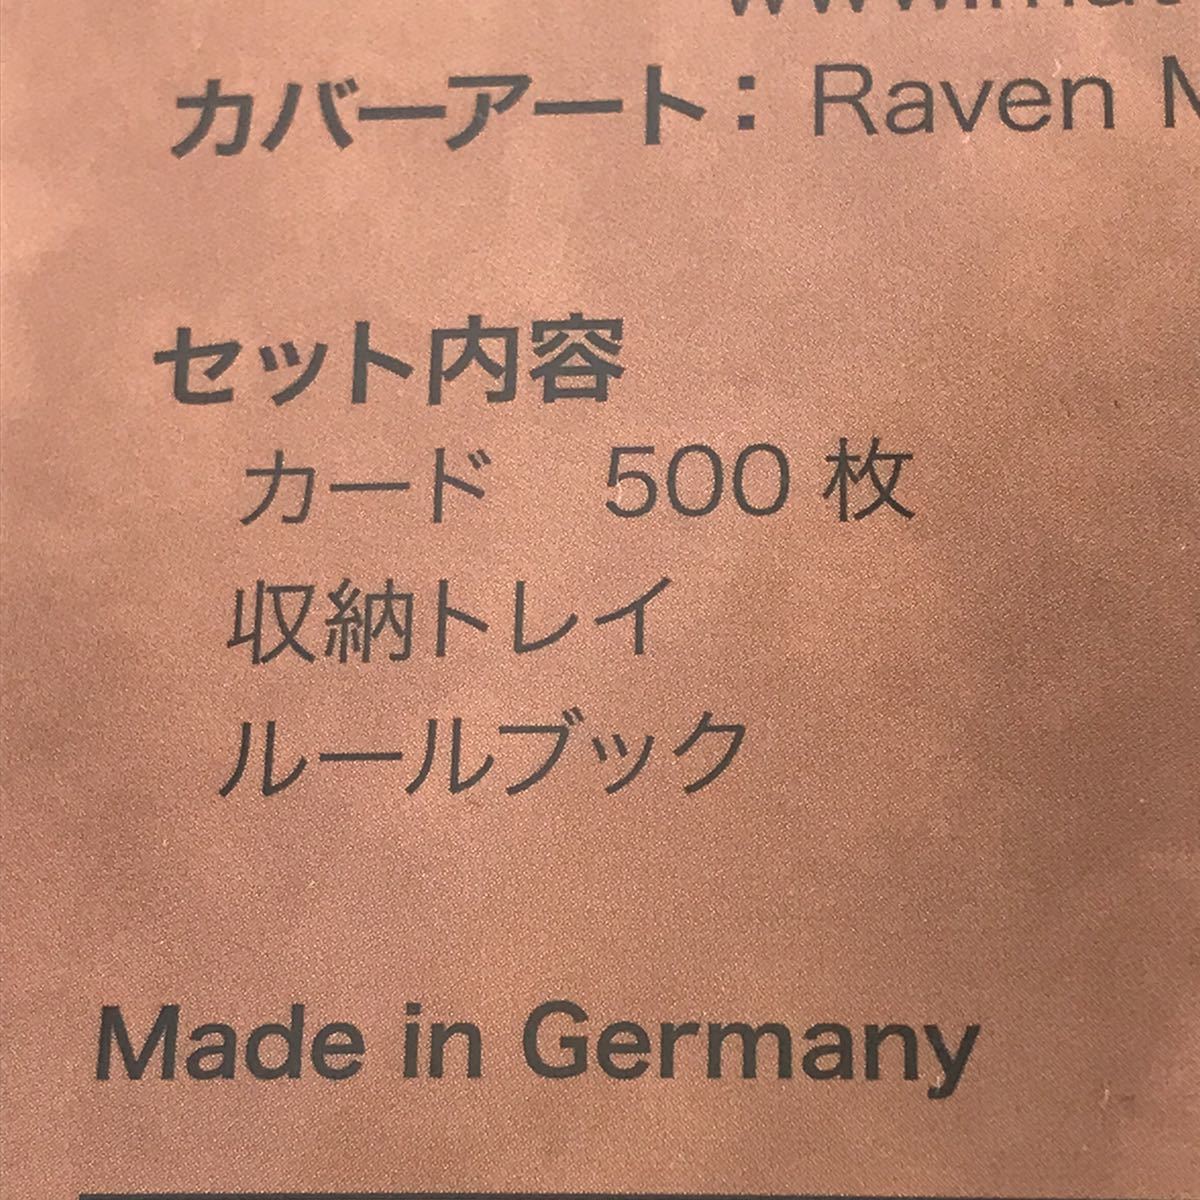 カバーアート： Raven
セット内容
カード　500 枚
収納トレイ
ルールブック
Made in Germany